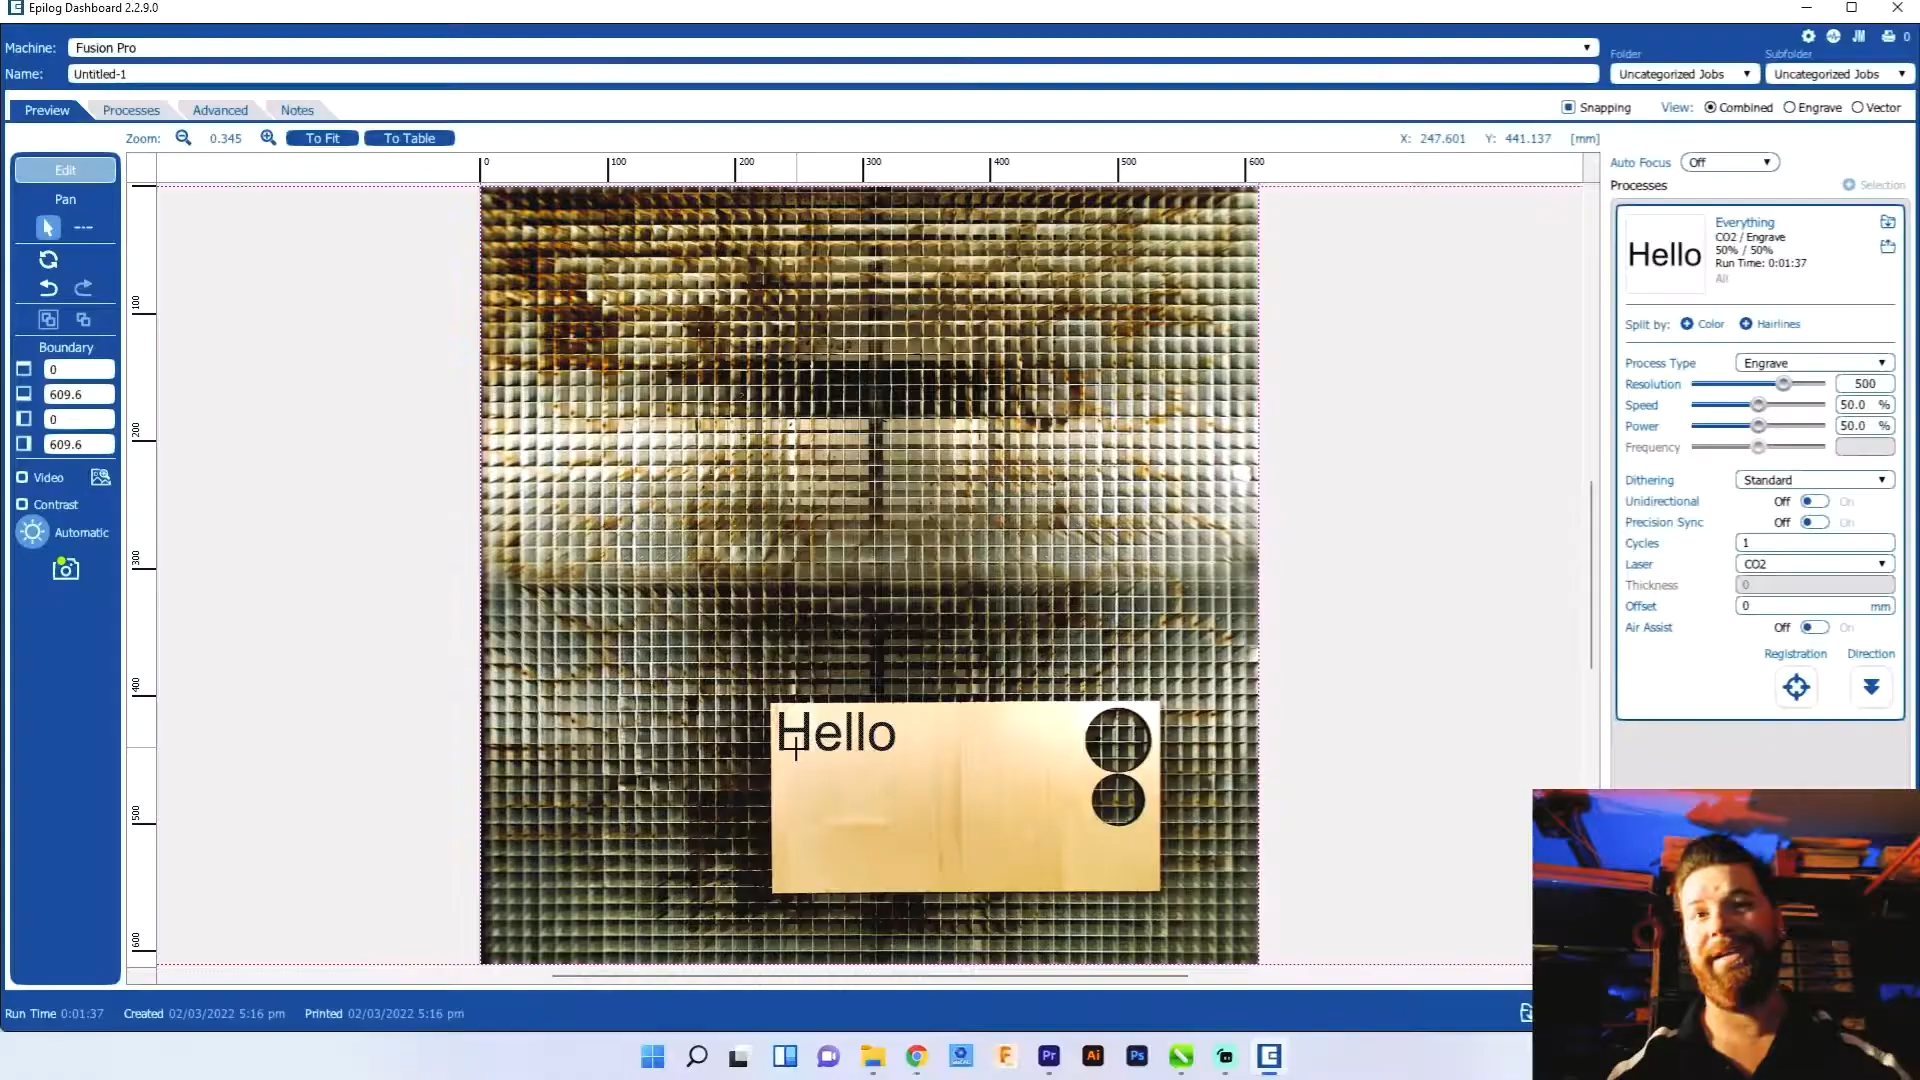 Epilog Dashboard 2.2.9.0
Machine: Fusion Pro
JM 0
Folder Subfolder
Name: Untitled-1 Uncategorized Jobs Uncategorized Jobs
Preview Processes Advanced Notes Snapping View: Combined Engrave Vector
Zoom: 0.345 To Fit To Table X: 247.601 Y: 441.137 [mm]
0 100 200 300 400 500 600
100
200
300
400
500
600
Edit
Pan
Boundary
0
609.6
0
609.6
Video
Contrast
Automatic
Hello
Auto Focus Off
Processes Selection
Hello
Everything
CO2 / Engrave
50% / 50%
Run Time: 0:01:37
All
Split by: Color Hairlines
Process Type Engrave
Resolution 500
Speed 50.0 %
Power 50.0 %
Frequency
Dithering Standard
Unidirectional Off On
Precision Sync Off On
Cycles 1
Laser CO2
Thickness 0
Offset 0 mm
Air Assist Off On
Registration Direction
Run Time 0:01:37 Created 02/03/2022 5:16 pm Printed 02/03/2022 5:16 pm
F Pr Ai Ps